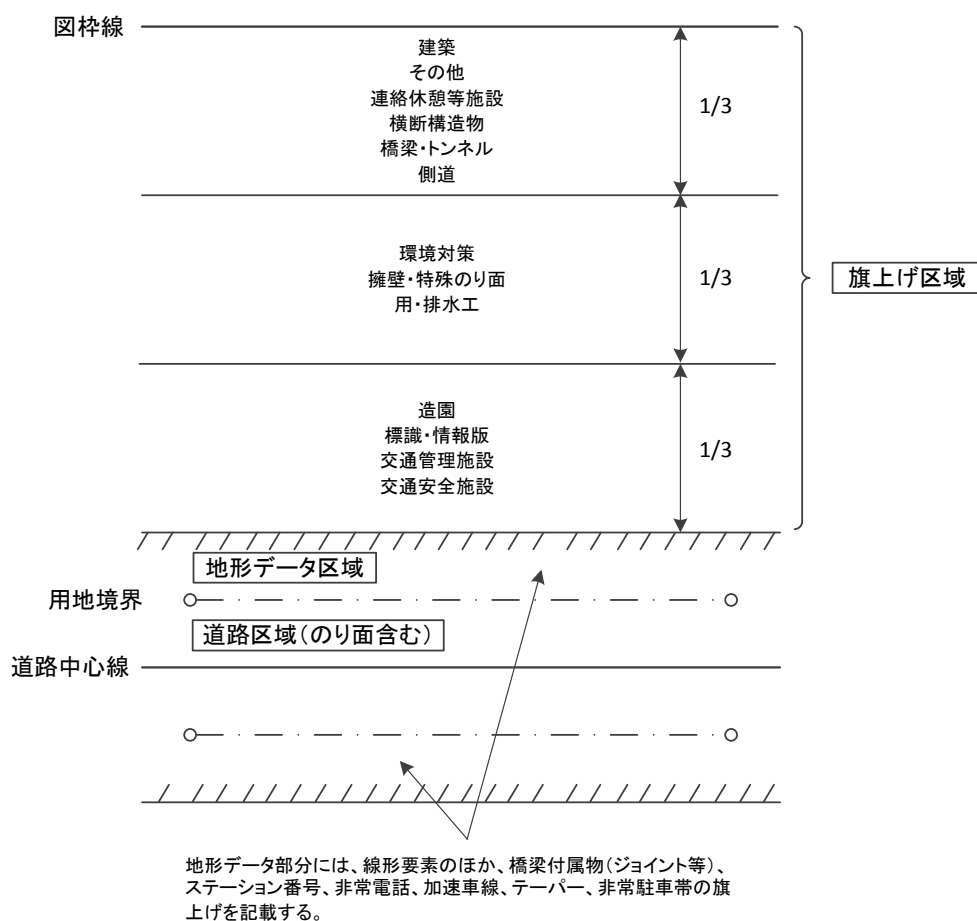 図枠線
建築
その他
連絡休憩等施設
横断構造物
橋梁・トンネル
側道
1/3
環境対策
擁壁・特殊のり面
用・排水工
1/3
旗上げ区域
造園
標識・情報版
交通管理施設
交通安全施設
1/3
地形データ区域
用地境界
道路区域(のり面含む)
道路中心線
地形データ部分には、線形要素のほか、橋梁付属物(ジョイント等)、
ステーション番号、非常電話、加速車線、テーパー、非常駐車帯の旗
上げを記載する。